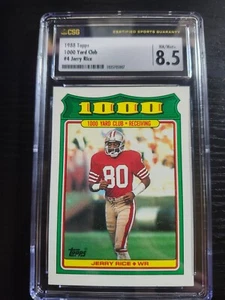 CSG
CERTIFIED SPORTS GUARANTY
1988 Topps
1000 Yard Club
#4 Jerry Rice
NM/Mint+
8.5
1000
1000 YARD CLUB • RECEIVING
80
Topps
JERRY RICE • WR